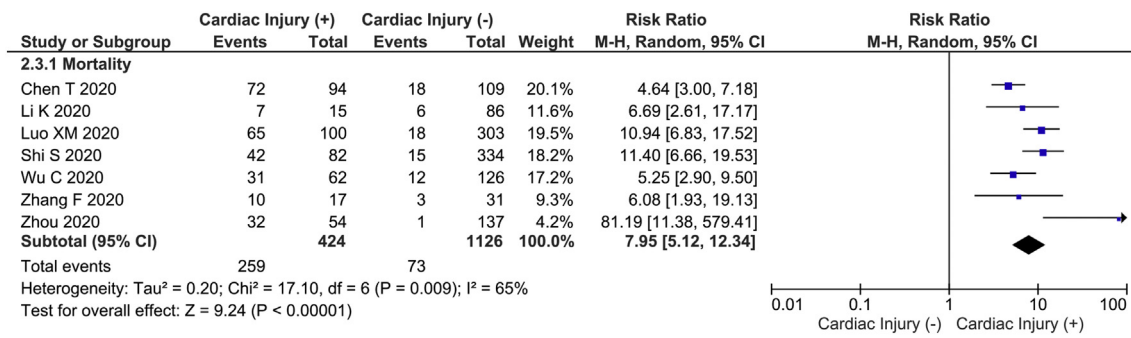 Cardiac Injury (+) Cardiac Injury (-) Risk Ratio Risk Ratio
Study or Subgroup Events Total Events Total Weight M-H, Random, 95% CI M-H, Random, 95% CI
2.3.1 Mortality
Chen T 2020 72 94 18 109 20.1% 4.64 [3.00, 7.18]
Li K 2020 7 15 6 86 11.6% 6.69 [2.61, 17.17]
Luo XM 2020 65 100 18 303 19.5% 10.94 [6.83, 17.52]
Shi S 2020 42 82 15 334 18.2% 11.40 [6.66, 19.53]
Wu C 2020 31 62 12 126 17.2% 5.25 [2.90, 9.50]
Zhang F 2020 10 17 3 31 9.3% 6.08 [1.93, 19.13]
Zhou 2020 32 54 1 137 4.2% 81.19 [11.38, 579.41]
Subtotal (95% CI) 424 1126 100.0% 7.95 [5.12, 12.34]
Total events 259 73
Heterogeneity: Tau² = 0.20; Chi² = 17.10, df = 6 (P = 0.009); I² = 65%
Test for overall effect: Z = 9.24 (P < 0.00001)
0.01 0.1 1 10 100
Cardiac Injury (-) Cardiac Injury (+)